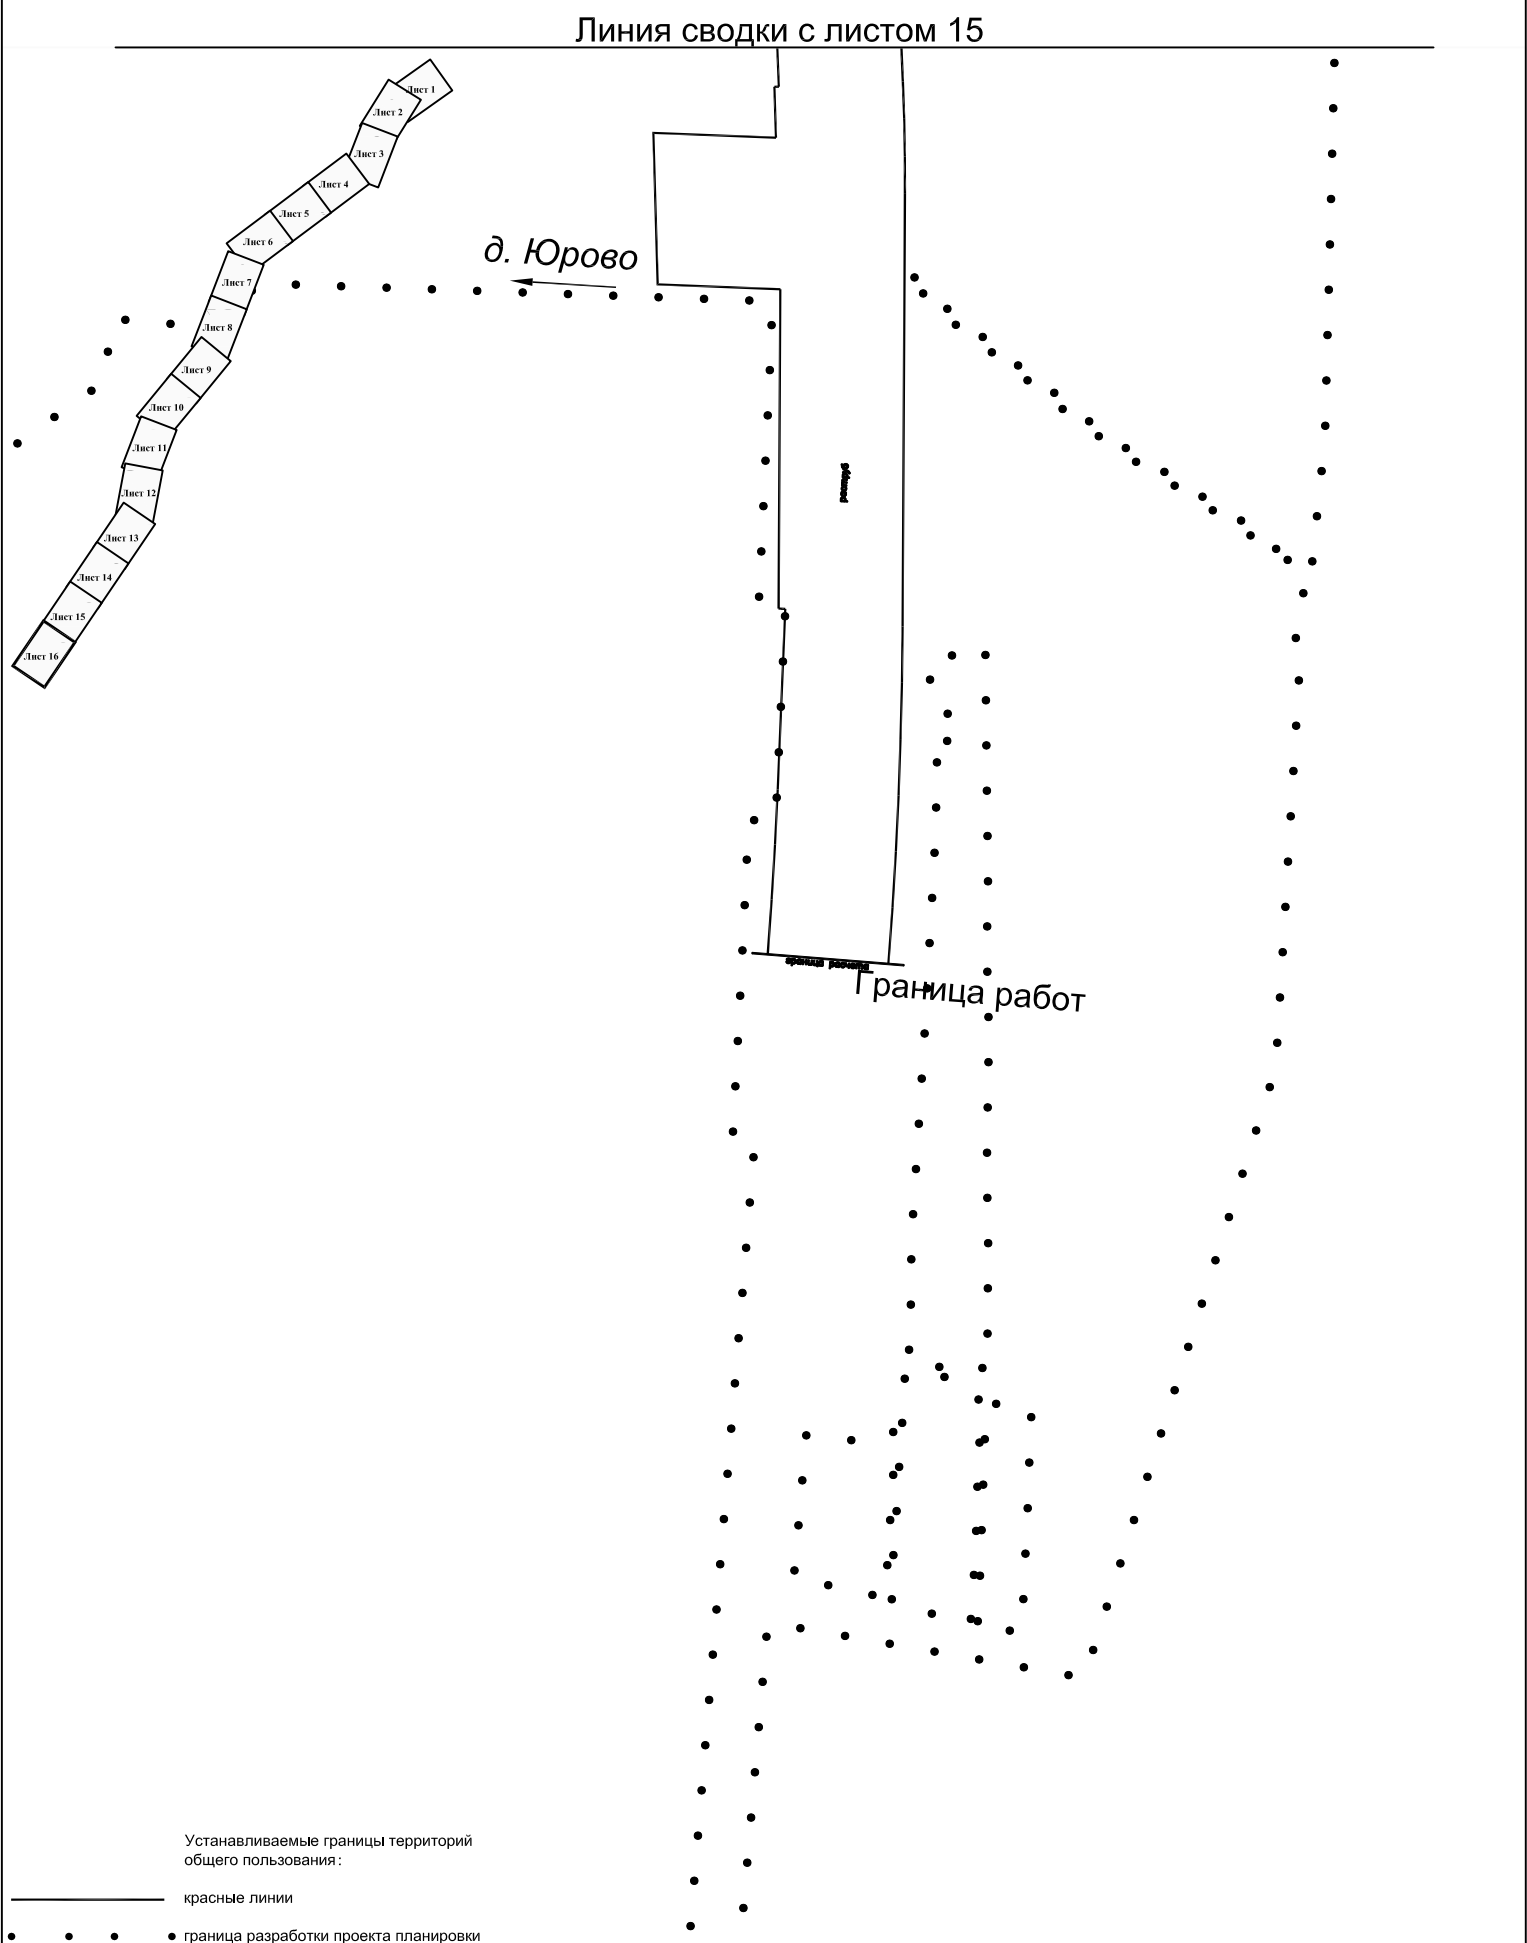 Линия сводки с листом 15
Лист 1
Лист 2
Лист 3
Лист 4
Лист 5
Лист 6
Лист 7
Лист 8
Лист 9
Лист 10
Лист 11
Лист 12
Лист 13
Лист 14
Лист 15
Лист 16
д. Юрово
Граница работ
Устанавливаемые границы территорий
общего пользования:
красные линии
граница разработки проекта планировки